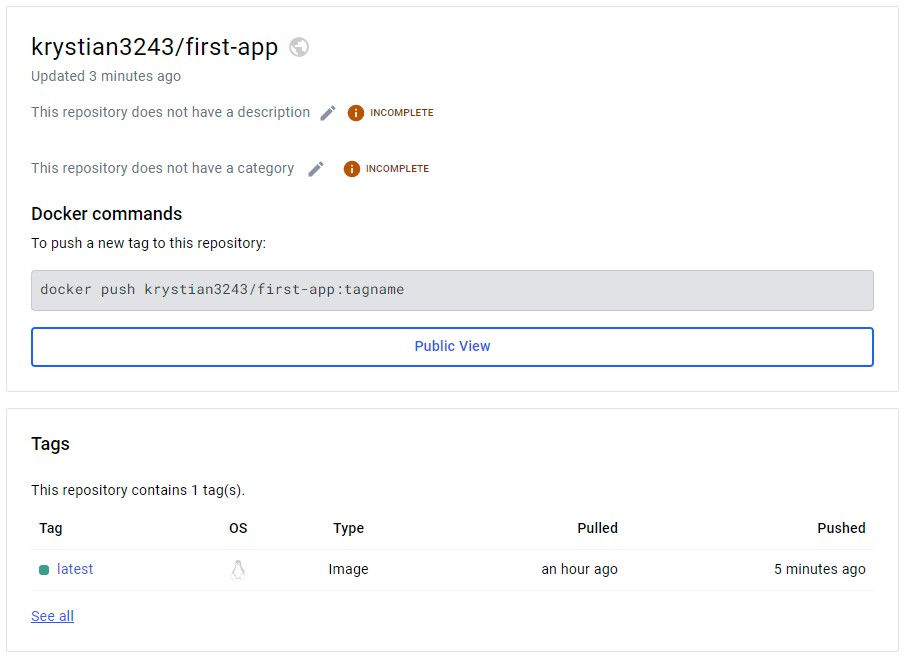 krystian3243/first-app
Updated 3 minutes ago
This repository does not have a description INCOMPLETE
This repository does not have a category INCOMPLETE
Docker commands
To push a new tag to this repository:
docker push krystian3243/first-app:tagname
Public View
Tags
This repository contains 1 tag(s).
Tag OS Type Pulled Pushed
latest Image an hour ago 5 minutes ago
See all